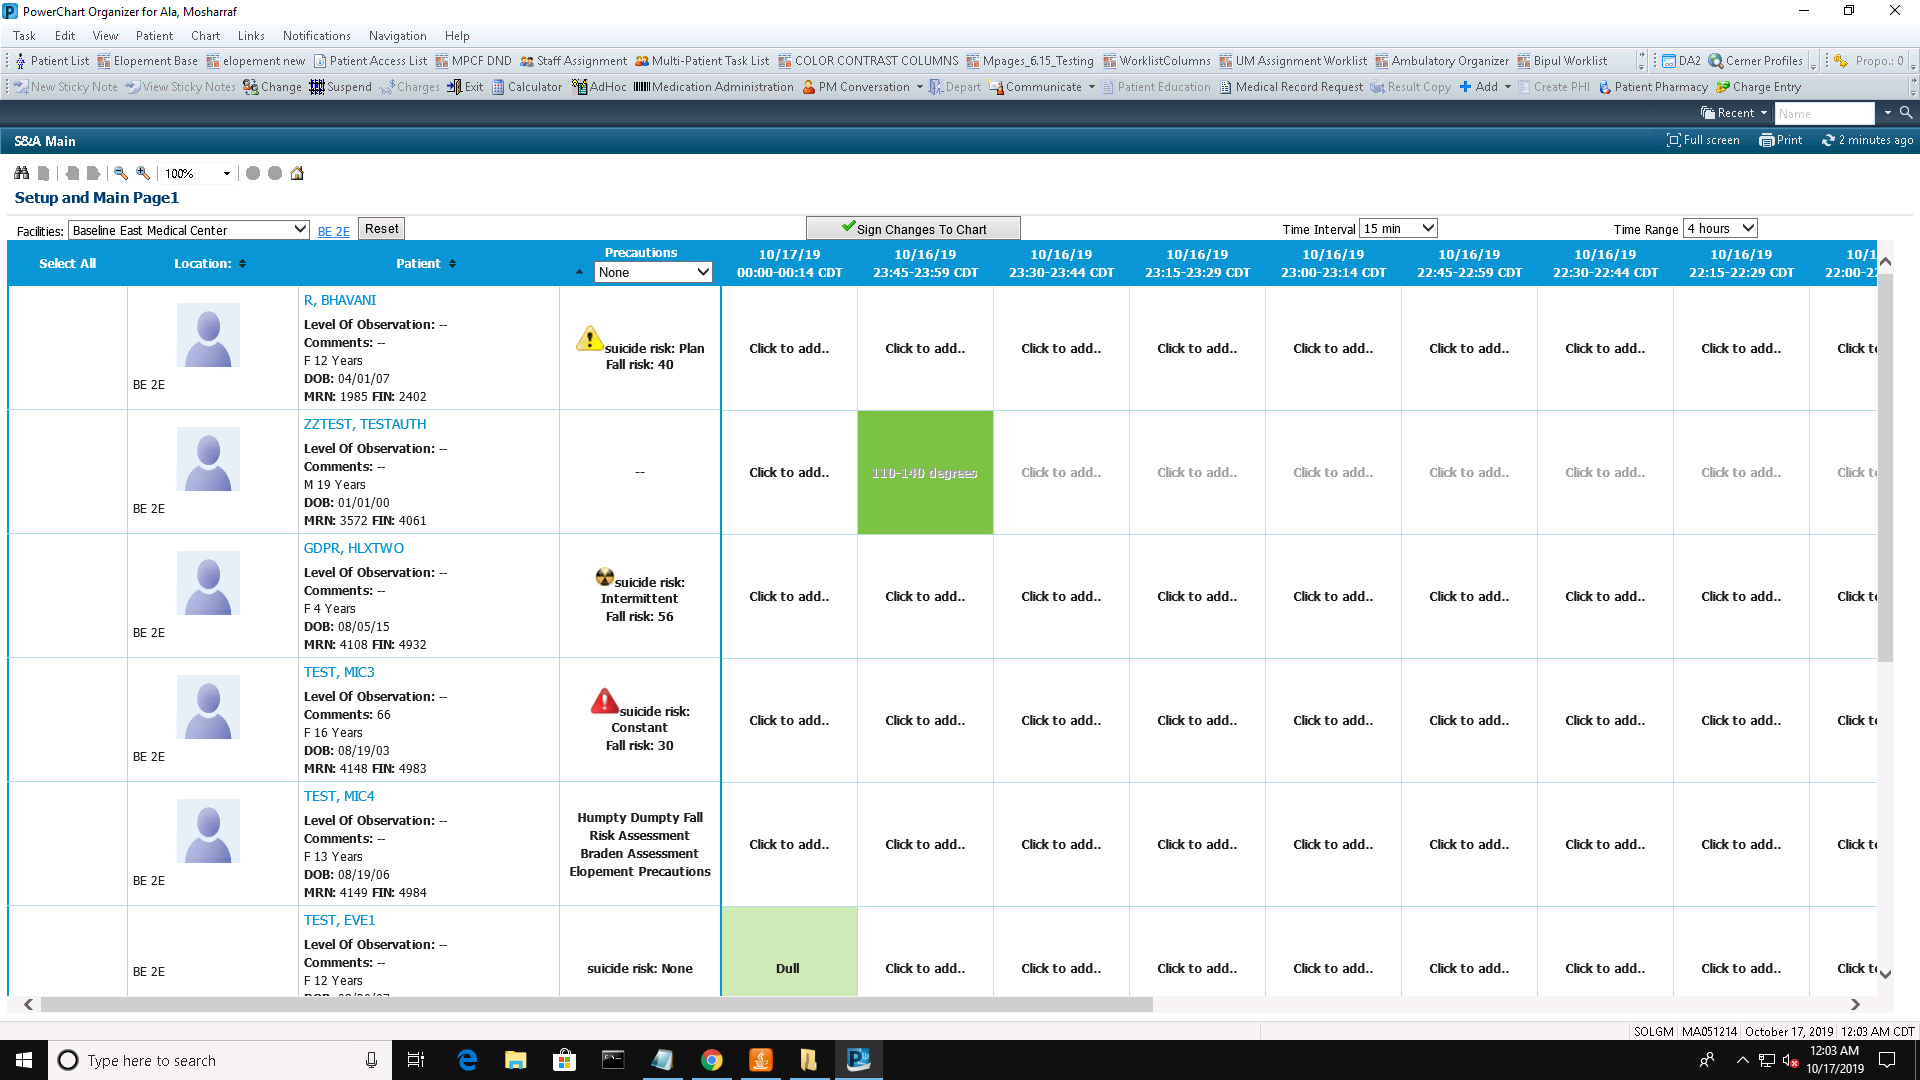 PowerChart Organizer for Ala, Mosharraf
Task Edit View Patient Chart Links Notifications Navigation Help
Patient List Elopement Base elopement new Patient Access List MPCF DND Staff Assignment Multi-Patient Task List COLOR CONTRAST COLUMNS Mpages_6.15_Testing WorklistColumns UM Assignment Worklist Ambulatory Organizer Bipul Worklist DA2 Cerner Profiles Propo.: 0
New Sticky Note View Sticky Notes Change Suspend Charges Exit Calculator AdHoc Medication Administration PM Conversation Depart Communicate Patient Education Medical Record Request Result Copy Add Create PHI Patient Pharmacy Charge Entry
Recent Name
S&A Main Full screen Print 2 minutes ago
100%
Setup and Main Page1
Facilities: Baseline East Medical Center BE 2E Reset Sign Changes To Chart Time Interval 15 min Time Range 4 hours
Select All Location: Patient Precautions None
10/17/19 10/16/19 10/16/19 10/16/19 10/16/19 10/16/19 10/16/19 10/16/19 10/1
00:00-00:14 CDT 23:45-23:59 CDT 23:30-23:44 CDT 23:15-23:29 CDT 23:00-23:14 CDT 22:45-22:59 CDT 22:30-22:44 CDT 22:15-22:29 CDT 22:00-2
R, BHAVANI
Level Of Observation: --
Comments: --
F 12 Years
DOB: 04/01/07
MRN: 1985 FIN: 2402
BE 2E
suicide risk: Plan
Fall risk: 40
Click to add.. Click to add.. Click to add.. Click to add.. Click to add.. Click to add.. Click to add.. Click to add.. Click t
ZZTEST, TESTAUTH
Level Of Observation: --
Comments: --
M 19 Years
DOB: 01/01/00
MRN: 3572 FIN: 4061
BE 2E
--
Click to add.. 110-140 degrees Click to add.. Click to add.. Click to add.. Click to add.. Click to add.. Click to add.. Click t
GDPR, HLXTWO
Level Of Observation: --
Comments: --
F 4 Years
DOB: 08/05/15
MRN: 4108 FIN: 4932
BE 2E
suicide risk:
Intermittent
Fall risk: 56
Click to add.. Click to add.. Click to add.. Click to add.. Click to add.. Click to add.. Click to add.. Click to add.. Click t
TEST, MIC3
Level Of Observation: --
Comments: 66
F 16 Years
DOB: 08/19/03
MRN: 4148 FIN: 4983
BE 2E
suicide risk:
Constant
Fall risk: 30
Click to add.. Click to add.. Click to add.. Click to add.. Click to add.. Click to add.. Click to add.. Click to add.. Click t
TEST, MIC4
Level Of Observation: --
Comments: --
F 13 Years
DOB: 08/19/06
MRN: 4149 FIN: 4984
BE 2E
Humpty Dumpty Fall
Risk Assessment
Braden Assessment
Elopement Precautions
Click to add.. Click to add.. Click to add.. Click to add.. Click to add.. Click to add.. Click to add.. Click to add.. Click t
TEST, EVE1
Level Of Observation: --
Comments: --
F 12 Years
BE 2E
suicide risk: None
Dull Click to add.. Click to add.. Click to add.. Click to add.. Click to add.. Click to add.. Click to add.. Click t
SOLGM MA051214 October 17, 2019 12:03 AM CDT
Type here to search
12:03 AM
10/17/2019